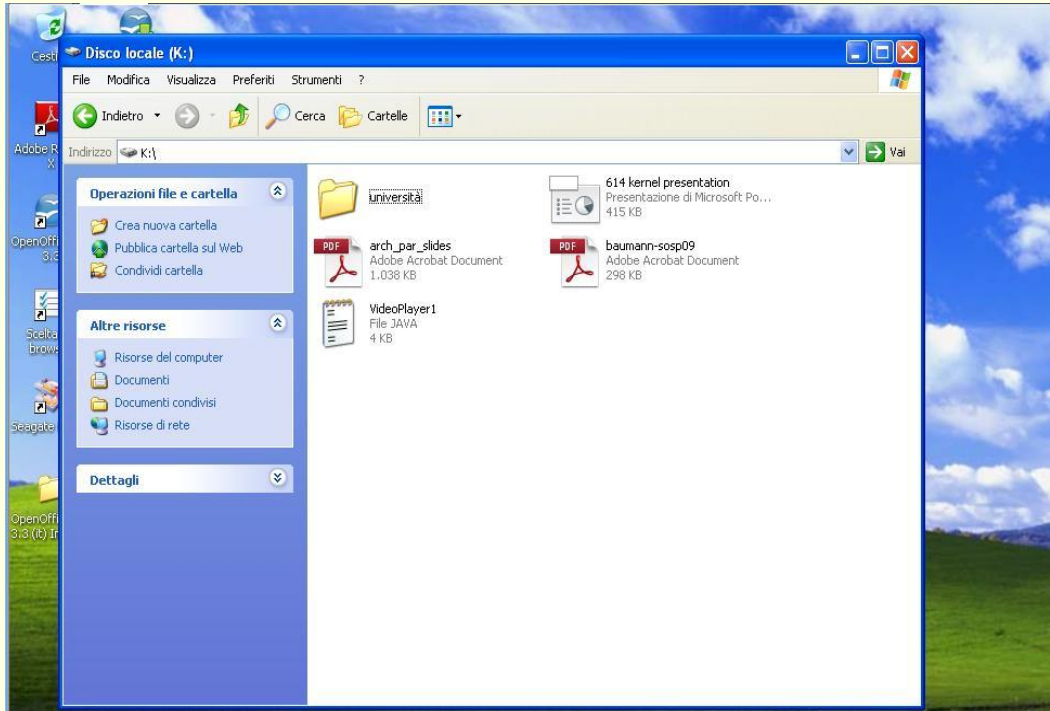 Disco locale (K:)
File Modifica Visualizza Preferiti Strumenti ?
Indietro Cerca Cartelle
Indirizzo K:\ Vai
Operazioni file e cartella
Crea nuova cartella
Pubblica cartella sul Web
Condividi cartella
Altre risorse
Risorse del computer
Documenti
Documenti condivisi
Risorse di rete
Dettagli
università
614 kernel presentation
Presentazione di Microsoft Po...
415 KB
PDF
arch_par_slides
Adobe Acrobat Document
1.038 KB
PDF
baumann-sosp09
Adobe Acrobat Document
298 KB
VideoPlayer1
File JAVA
4 KB
Cesti
Adobe R
X
OpenOffi
3.3
Scelta
brows
Seagate
OpenOffi
3.3 (it) In